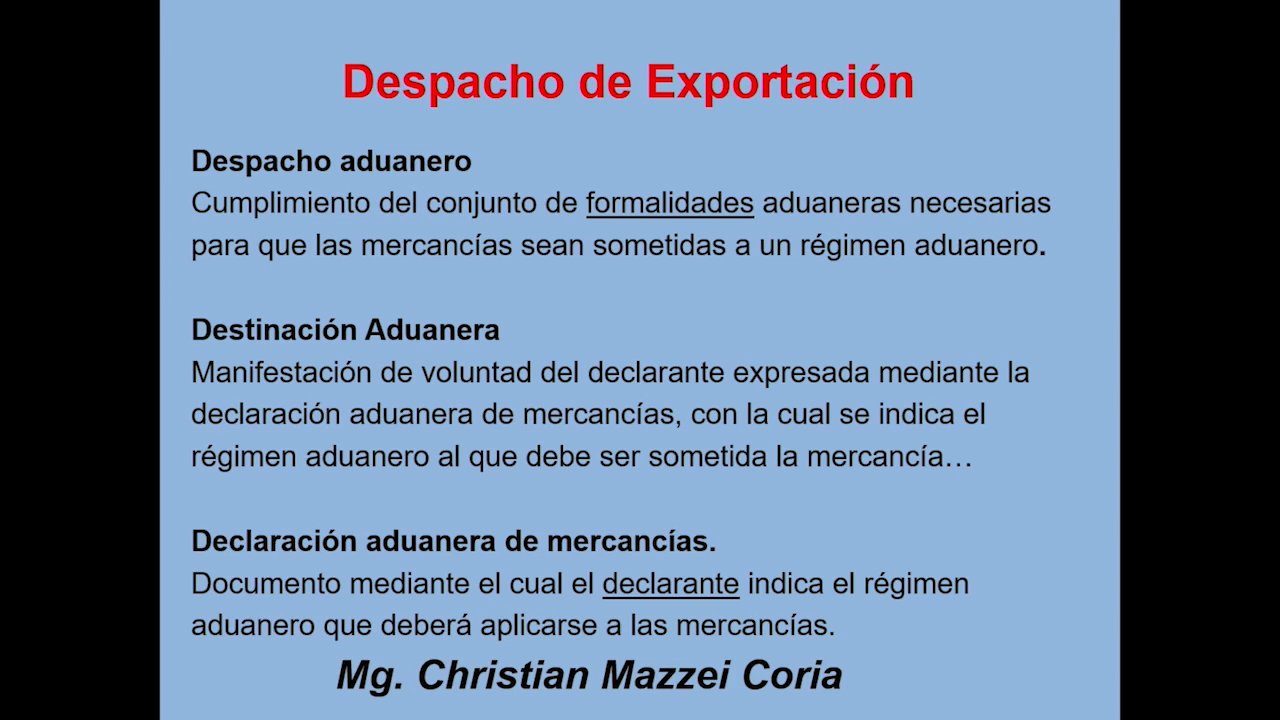 Despacho de Exportación
Despacho aduanero
Cumplimiento del conjunto de formalidades aduaneras necesarias
para que las mercancías sean sometidas a un régimen aduanero.
Destinación Aduanera
Manifestación de voluntad del declarante expresada mediante la
declaración aduanera de mercancías, con la cual se indica el
régimen aduanero al que debe ser sometida la mercancía…
Declaración aduanera de mercancías.
Documento mediante el cual el declarante indica el régimen
aduanero que deberá aplicarse a las mercancías.
Mg. Christian Mazzei Coria